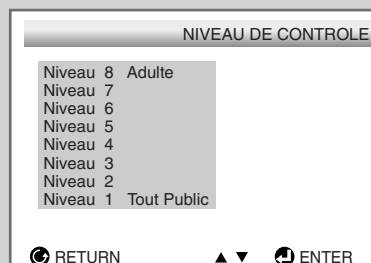 NIVEAU DE CONTROLE
Niveau 8 Adulte
Niveau 7
Niveau 6
Niveau 5
Niveau 4
Niveau 3
Niveau 2
Niveau 1 Tout Public
RETURN ▲ ▼ ENTER